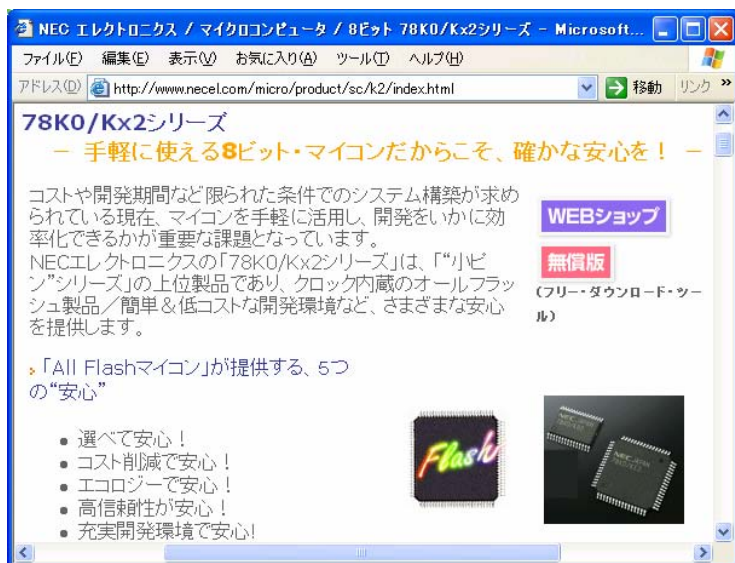 NEC エレクトロニクス / マイクロコンピュータ / 8ビット 78K0/Kx2シリーズ - Microsoft...
ファイル(F) 編集(E) 表示(V) お気に入り(A) ツール(T) ヘルプ(H)
アドレス(D) http://www.necel.com/micro/product/sc/k2/index.html 移動 リンク »
78K0/Kx2シリーズ
－ 手軽に使える8ビット・マイコンだからこそ、確かな安心を！ －
コストや開発期間など限られた条件でのシステム構築が求め
られている現在、マイコンを手軽に活用し、開発をいかに効
率化できるかが重要な課題となっています。
NECエレクトロニクスの「78K0/Kx2シリーズ」は、「“小ピ
ン”シリーズ」の上位製品であり、クロック内蔵のオールフラッ
シュ製品／簡単＆低コストな開発環境など、さまざまな安心
を提供します。
WEBショップ
無償版
(フリー・ダウンロード・ツー
ル)
「All Flashマイコン」が提供する、5つ
の“安心”
選べて安心！
コスト削減で安心！
エコロジーで安心！
高信頼性が安心！
充実開発環境で安心!
Flash
NEC JAPAN